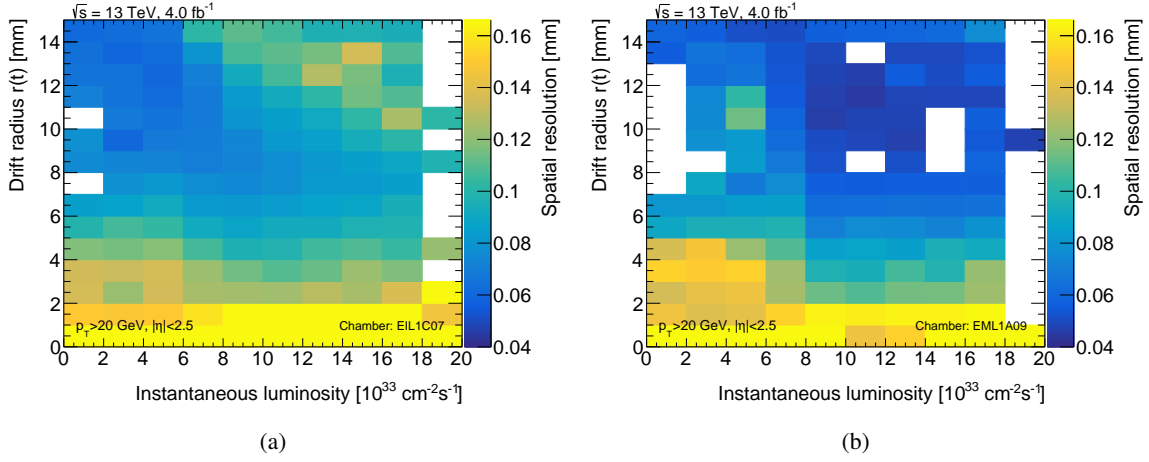 √s = 13 TeV, 4.0 fb⁻¹
Drift radius r(t) [mm]
14
12
10
8
6
4
2
0
p_T>20 GeV, |η|<2.5
Chamber: EIL1C07
0 2 4 6 8 10 12 14 16 18 20
Instantaneous luminosity [10³³ cm⁻²s⁻¹]
0.16
0.14
0.12
0.1
0.08
0.06
0.04
Spatial resolution [mm]
(a)
√s = 13 TeV, 4.0 fb⁻¹
Drift radius r(t) [mm]
14
12
10
8
6
4
2
0
p_T>20 GeV, |η|<2.5
Chamber: EML1A09
0 2 4 6 8 10 12 14 16 18 20
Instantaneous luminosity [10³³ cm⁻²s⁻¹]
0.16
0.14
0.12
0.1
0.08
0.06
0.04
Spatial resolution [mm]
(b)